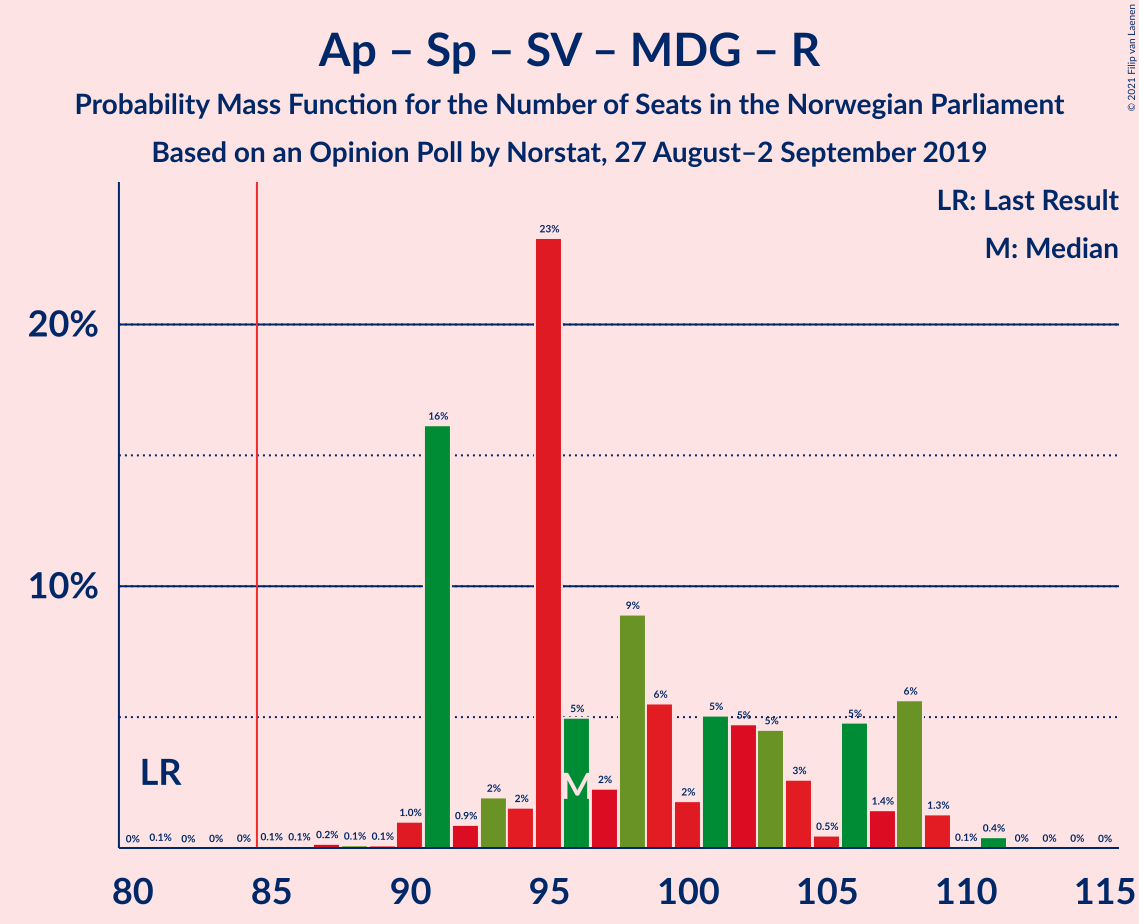 Ap – Sp – SV – MDG – R
Probability Mass Function for the Number of Seats in the Norwegian Parliament
Based on an Opinion Poll by Norstat, 27 August–2 September 2019
© 2021 Filip van Laenen
LR: Last Result
M: Median
20%
10%
LR
M
0% 0.1% 0% 0% 0% 0.1% 0.1% 0.2% 0.1% 0.1% 1.0% 16% 0.9% 2% 2% 23% 5% 2% 9% 6% 2% 5% 5% 5% 3% 0.5% 5% 1.4% 6% 1.3% 0.1% 0.4% 0% 0% 0% 0%
80 85 90 95 100 105 110 115